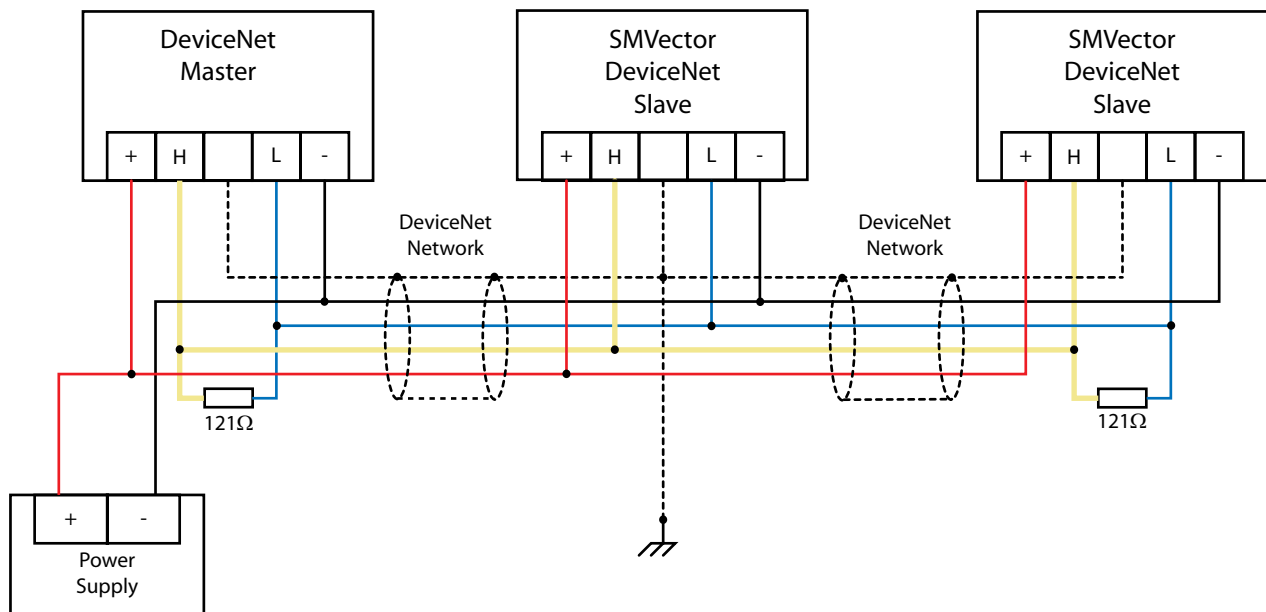 DeviceNet
Master
+ H L -
SMVector
DeviceNet
Slave
+ H L -
SMVector
DeviceNet
Slave
+ H L -
DeviceNet
Network
DeviceNet
Network
121Ω
121Ω
+ -
Power
Supply